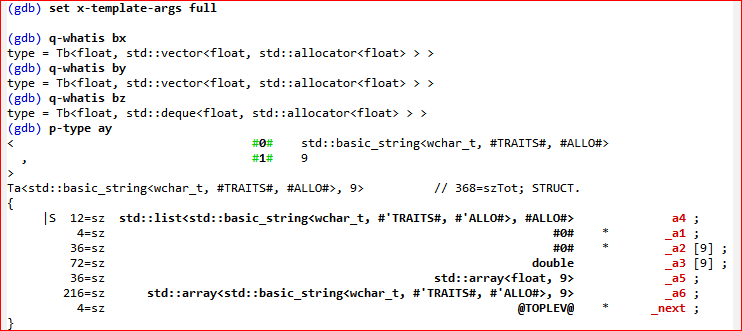 (gdb) set x-template-args full
(gdb) q-whatis bx
type = Tb<float, std::vector<float, std::allocator<float> > >
(gdb) q-whatis by
type = Tb<float, std::vector<float, std::allocator<float> > >
(gdb) q-whatis bz
type = Tb<float, std::deque<float, std::allocator<float> > >
(gdb) p-type ay
< #0# std::basic_string<wchar_t, #TRAITS#, #ALLO#>
, #1# 9
>
Ta<std::basic_string<wchar_t, #TRAITS#, #ALLO#>, 9> // 368=szTot; STRUCT.
{
|S 12=sz std::list<std::basic_string<wchar_t, #'TRAITS#, #'ALLO#>, #ALLO#> a4 ;
4=sz #0# * _a1 ;
36=sz #0# * _a2 [9] ;
72=sz double _a3 [9] ;
36=sz std::array<float, 9> _a5 ;
216=sz std::array<std::basic_string<wchar_t, #'TRAITS#, #'ALLO#>, 9> _a6 ;
4=sz @TOPLEV@ * _next ;
}